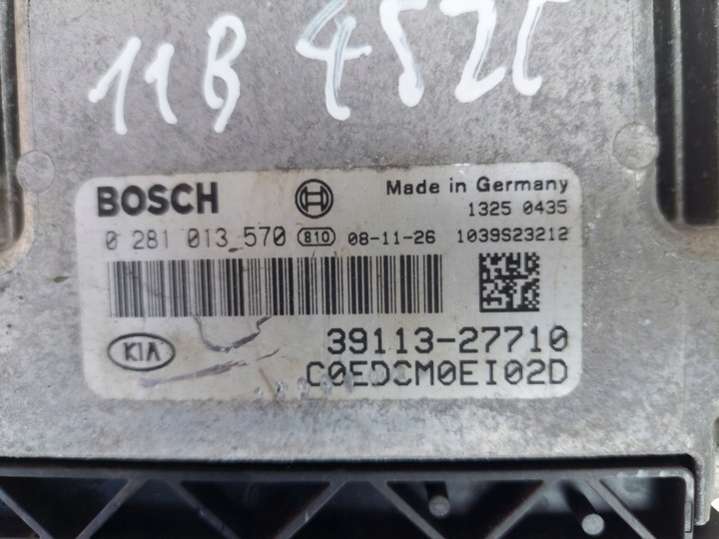 11B 452C
BOSCH Made in Germany
1325 0435
0 281 013 570 810 08-11-26 1039S23212
KIA 39113-27710
C0EDCM0EI02D